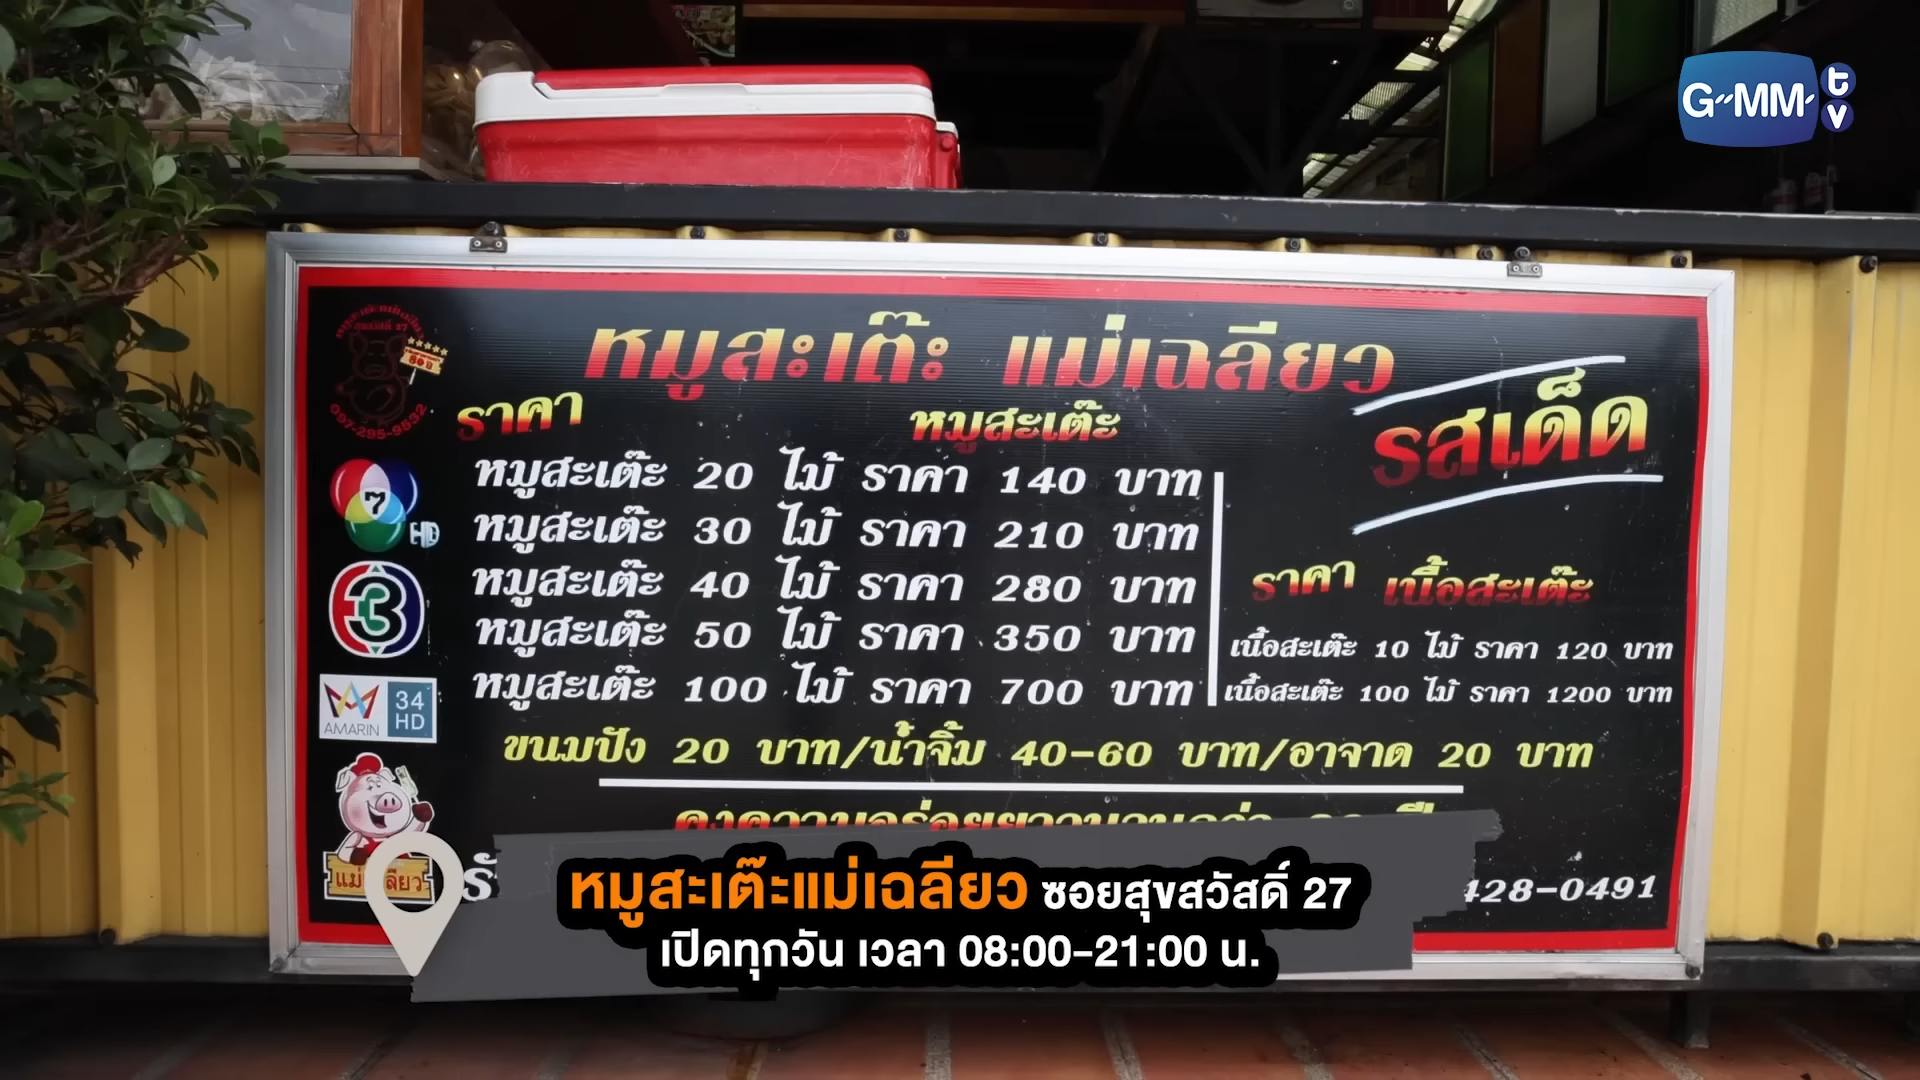 G-MM-tv
หมูสะเต๊ะ แม่เฉลียว
สุขสวัสดิ์ 27
097-295-9532
ราคา หมูสะเต๊ะ
รสเด็ด
หมูสะเต๊ะ 20 ไม้ ราคา 140 บาท
7 HD
หมูสะเต๊ะ 30 ไม้ ราคา 210 บาท
หมูสะเต๊ะ 40 ไม้ ราคา 280 บาท
3
หมูสะเต๊ะ 50 ไม้ ราคา 350 บาท
หมูสะเต๊ะ 100 ไม้ ราคา 700 บาท
ราคา เนื้อสะเต๊ะ
เนื้อสะเต๊ะ 10 ไม้ ราคา 120 บาท
เนื้อสะเต๊ะ 100 ไม้ ราคา 1200 บาท
AMARIN 34 HD
ขนมปัง 20 บาท/น้ำจิ้ม 40-60 บาท/อาจาด 20 บาท
428-0491
หมูสะเต๊ะแม่เฉลียว ซอยสุขสวัสดิ์ 27
เปิดทุกวัน เวลา 08:00-21:00 น.